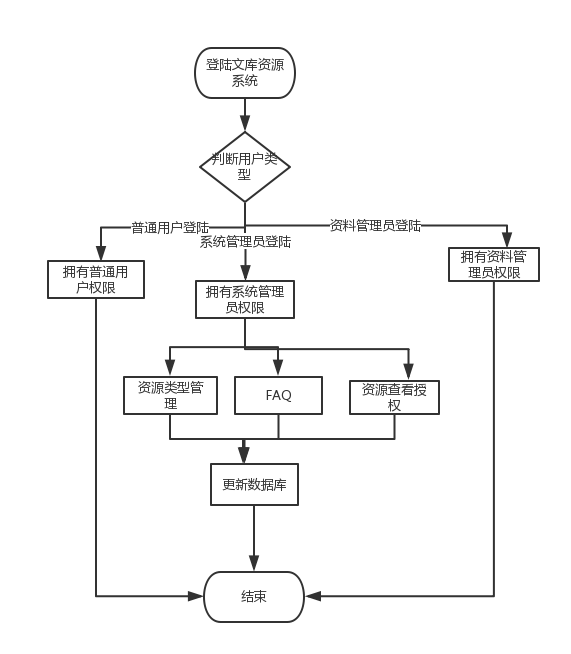 登陆文库资源
系统
判断用户类
型
普通用户登陆
资料管理员登陆
系统管理员登陆
拥有普通用
户权限
拥有系统管理
员权限
拥有资料管
理员权限
资源类型管
理
FAQ
资源查看授
权
更新数据库
结束